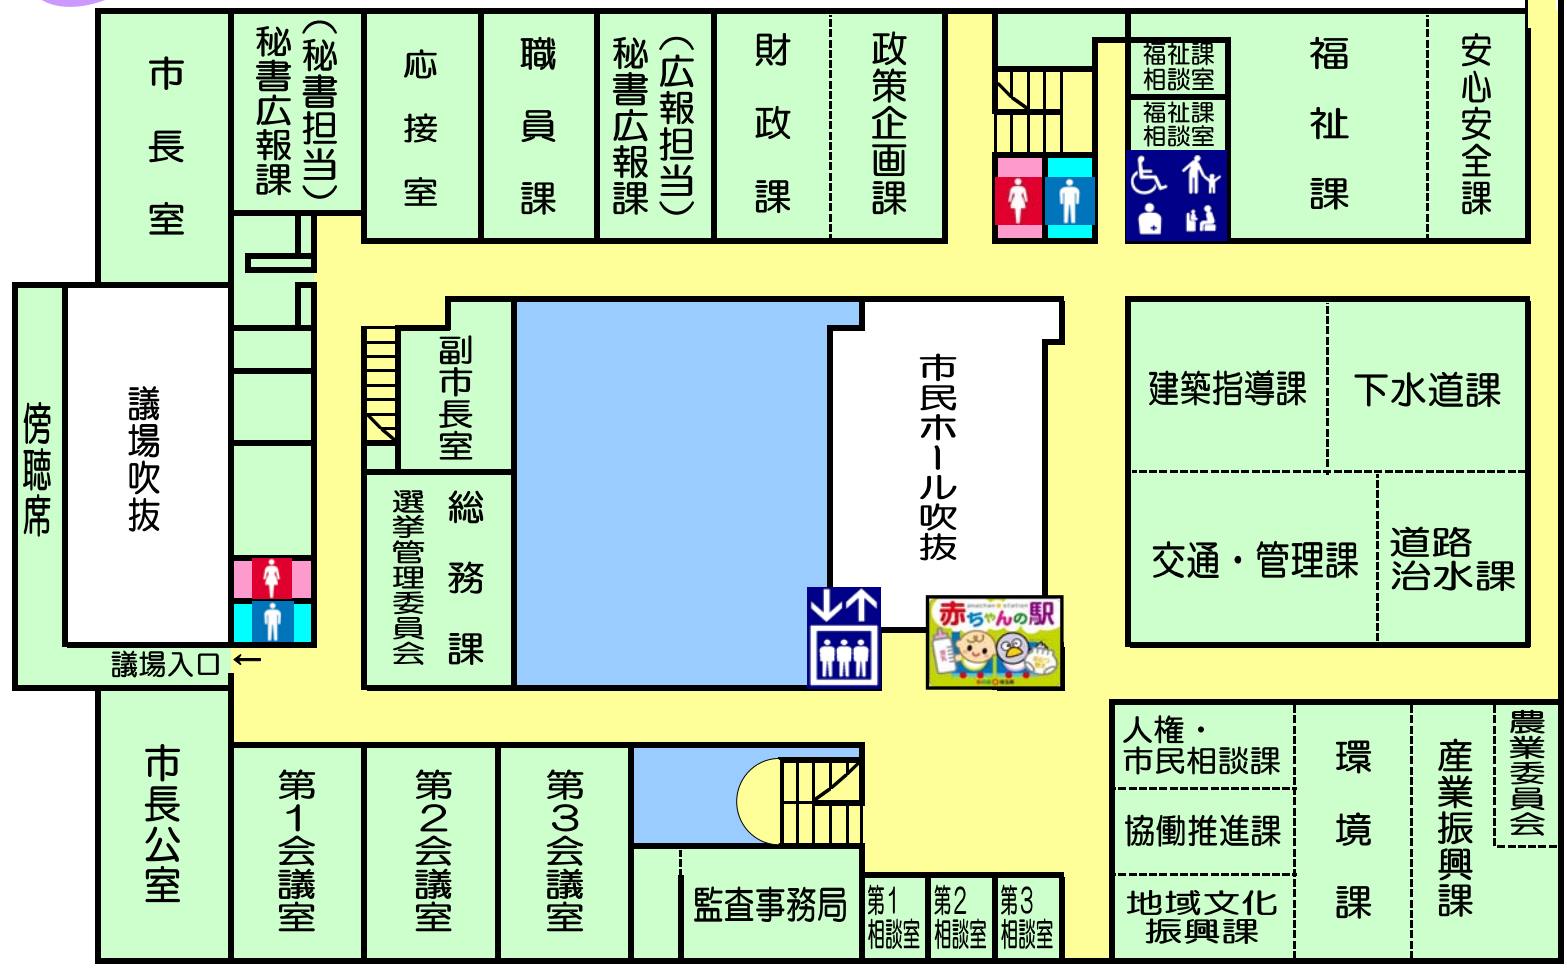 市長室
秘書広報課
（秘書担当）
応接室
職員課
秘書広報課
（広報担当）
財政課
政策企画課
福祉課
相談室
福祉課
相談室
福祉課
安心安全課
傍聴席
議場吹抜
副市長室
市民ホール吹抜
建築指導課
下水道課
選挙管理委員会
総務課
交通・管理課
道路
治水課
赤ちゃんの駅
議場入口
←
市長公室
第１会議室
第２会議室
第３会議室
監査事務局
第1
相談室
第2
相談室
第3
相談室
人権・
市民相談課
協働推進課
地域文化
振興課
環境課
産業振興課
農業委員会